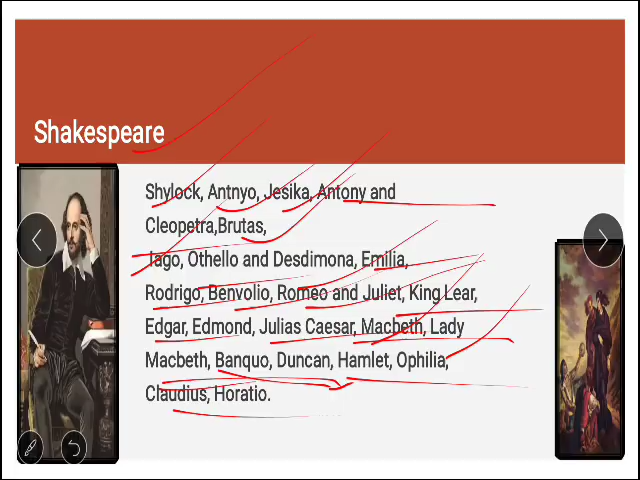 Shakespeare
Shylock, Antnyo, Jesika, Antony and
Cleopetra,Brutas,
Iago, Othello and Desdimona, Emilia,
Rodrigo, Benvolio, Romeo and Juliet, King Lear,
Edgar, Edmond, Julias Caesar, Macbeth, Lady
Macbeth, Banquo, Duncan, Hamlet, Ophilia,
Claudius, Horatio.